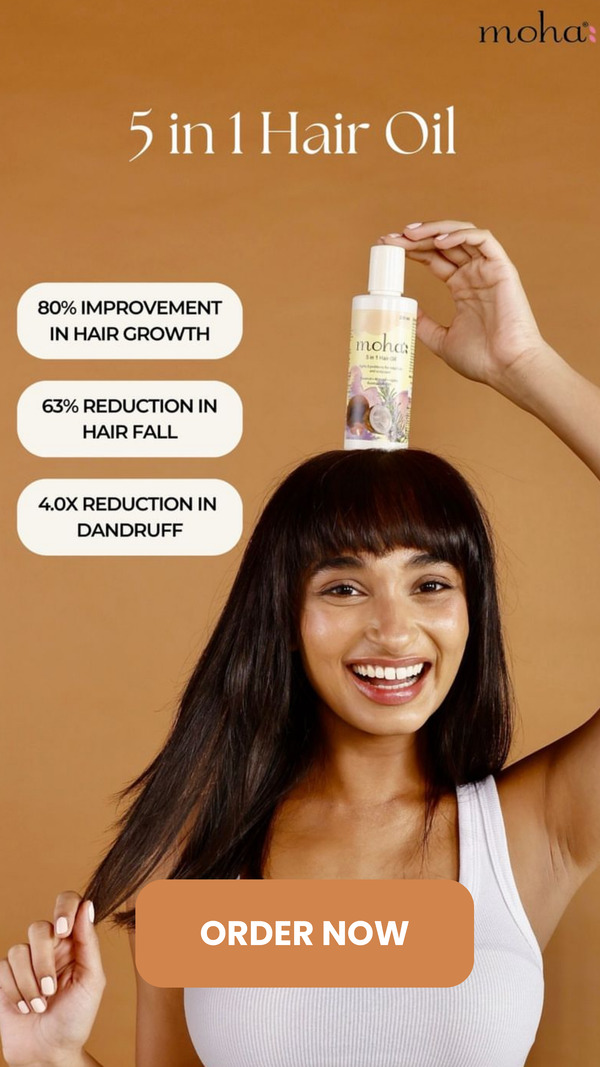 moha:
5 in 1 Hair Oil
80% IMPROVEMENT
IN HAIR GROWTH
moha:
5 in 1 Hair Oil
63% REDUCTION IN
HAIR FALL
4.0X REDUCTION IN
DANDRUFF
ORDER NOW